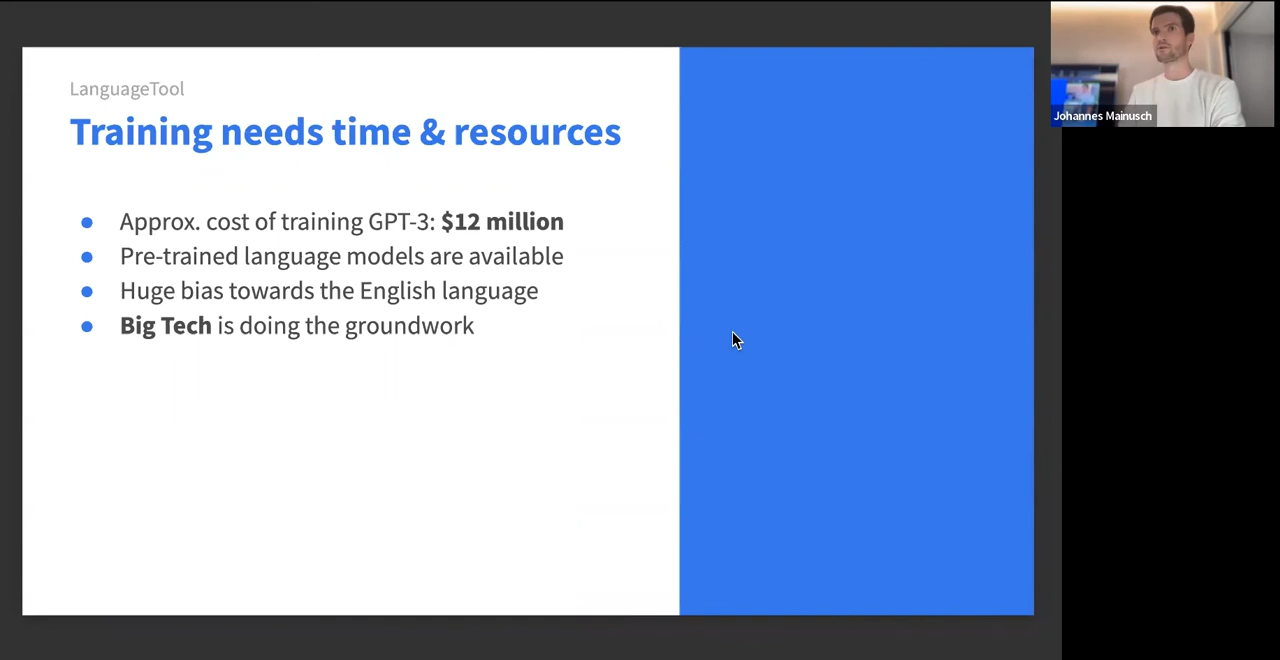 LanguageTool
Training needs time & resources
Approx. cost of training GPT-3: $12 million
Pre-trained language models are available
Huge bias towards the English language
Big Tech is doing the groundwork
Johannes Mainusch